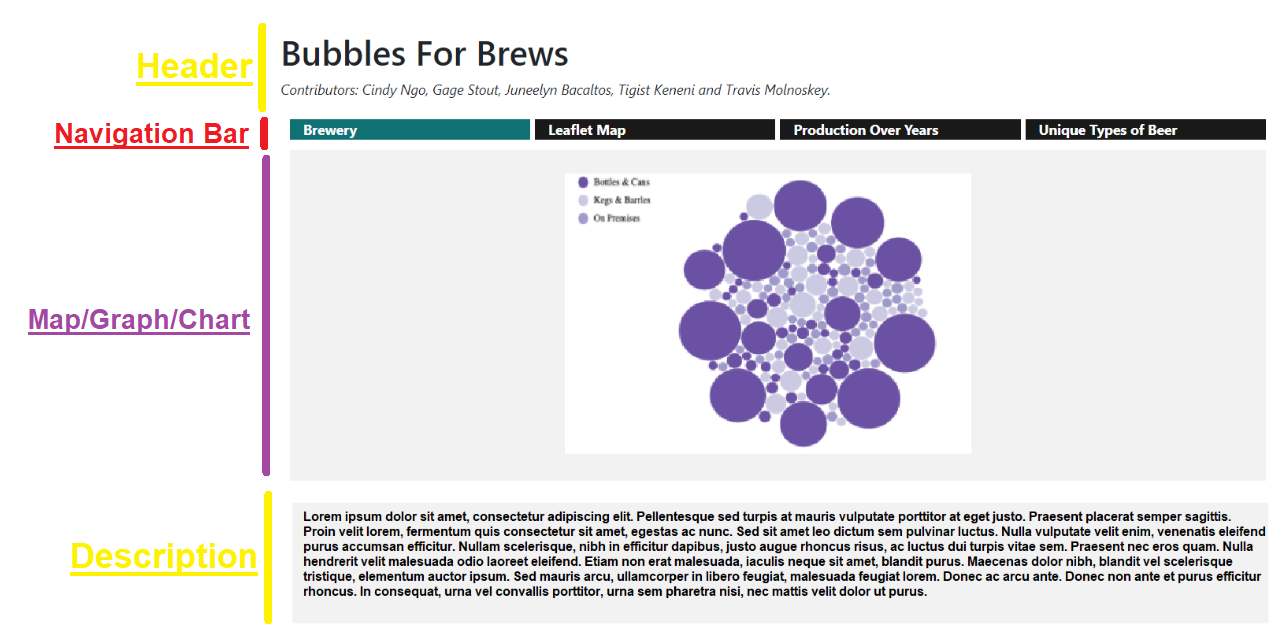 Header
Bubbles For Brews
Contributors: Cindy Ngo, Gage Stout, Juneelyn Bacaltos, Tigist Keneni and Travis Molnoskey.
Navigation Bar
Brewery
Leaflet Map
Production Over Years
Unique Types of Beer
Map/Graph/Chart
Bottles & Cans
Kegs & Barrles
On Premises
Description
Lorem ipsum dolor sit amet, consectetur adipiscing elit. Pellentesque sed turpis at mauris vulputate porttitor at eget justo. Praesent placerat semper sagittis.
Proin velit lorem, fermentum quis consectetur sit amet, egestas ac nunc. Sed sit amet leo dictum sem pulvinar luctus. Nulla vulputate velit enim, venenatis eleifend
purus accumsan efficitur. Nullam scelerisque, nibh in efficitur dapibus, justo augue rhoncus risus, ac luctus dui turpis vitae sem. Praesent nec eros quam. Nulla
hendrerit velit malesuada odio laoreet eleifend. Etiam non erat malesuada, iaculis neque sit amet, blandit purus. Maecenas dolor nibh, blandit vel scelerisque
tristique, elementum auctor ipsum. Sed mauris arcu, ullamcorper in libero feugiat, malesuada feugiat lorem. Donec ac arcu ante. Donec non ante et purus efficitur
rhoncus. In consequat, urna vel convallis porttitor, urna sem pharetra nisi, nec mattis velit dolor ut purus.